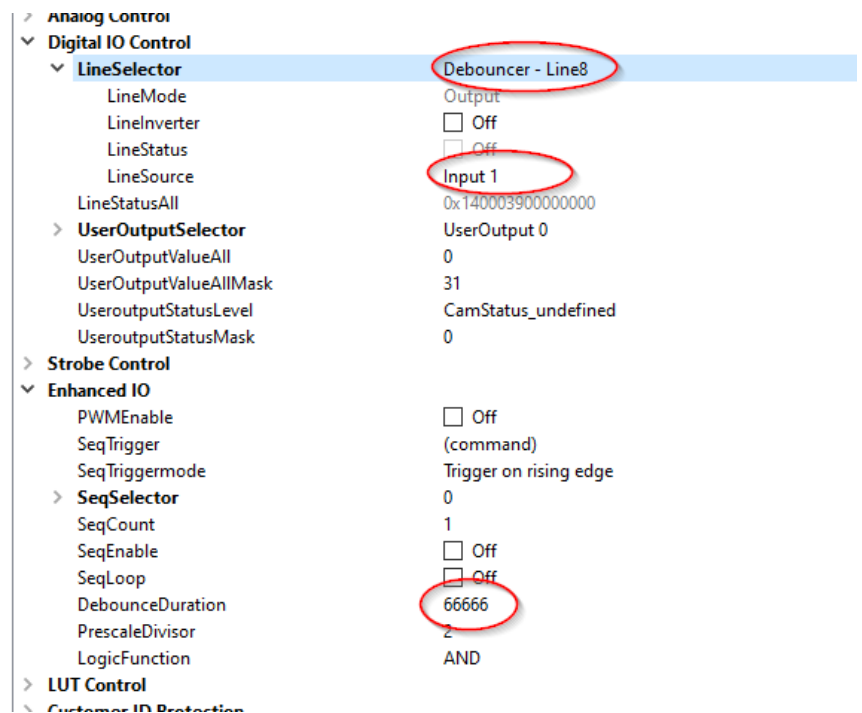 Analog Control
Digital IO Control
LineSelector Debouncer - Line8
LineMode Output
LineInverter Off
LineStatus Off
LineSource Input 1
LineStatusAll 0x140003900000000
UserOutputSelector UserOutput 0
UserOutputValueAll 0
UserOutputValueAllMask 31
UseroutputStatusLevel CamStatus_undefined
UseroutputStatusMask 0
Strobe Control
Enhanced IO
PWMEnable Off
SeqTrigger (command)
SeqTriggermode Trigger on rising edge
SeqSelector 0
SeqCount 1
SeqEnable Off
SeqLoop Off
DebounceDuration 66666
PrescaleDivisor 2
LogicFunction AND
LUT Control
Customer ID Protection